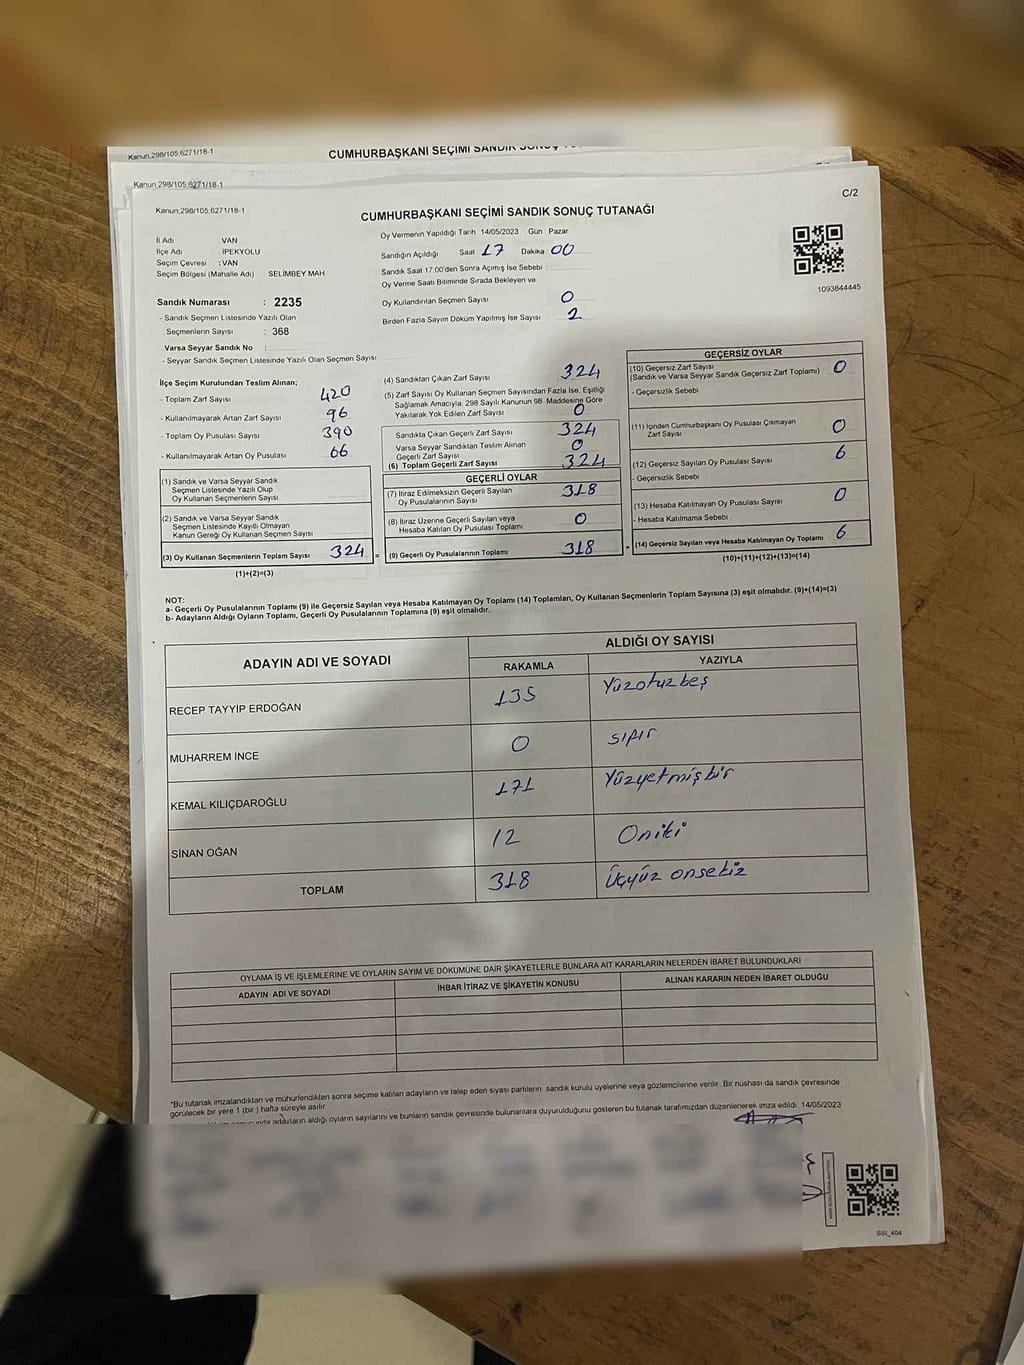 Kanun;298/105;6271/18-1
CUMHURBAŞKANI SEÇİMİ SANDIK
Kanun;298/105;6271/18-1
Kanun;298/105;6271/18-1
C/2
CUMHURBAŞKANI SEÇİMİ SANDIK SONUÇ TUTANAĞI
İl Adı VAN
İlçe Adı : İPEKYOLU
Seçim Çevresi : VAN
Seçim Bölgesi (Mahalle Adı) SELİMBEY MAH
Oy Vermenin Yapıldığı Tarih 14/05/2023 Gün Pazar
Sandığın Açıldığı Saat 17 Dakika 00
Sandık Saat 17:00'den Sonra Açımış İse Sebebi
Oy Verme Saati Bitiminde Sırada Bekleyen ve
Oy Kullandırılan Seçmen Sayısı 0
Birden Fazla Sayım Döküm Yapılmış İse Sayısı 2
1093844445
Sandık Numarası : 2235
- Sandık Seçmen Listesinde Yazılı Olan
Seçmenlerin Sayısı : 368
Varsa Seyyar Sandık No :
- Seyyar Sandık Seçmen Listesinde Yazılı Olan Seçmen Sayısı
İlçe Seçim Kurulundan Teslim Alınan;
- Toplam Zarf Sayısı 420
- Kullanılmayarak Artan Zarf Sayısı 96
- Toplam Oy Pusulası Sayısı 390
- Kullanılmayarak Artan Oy Pusulası 66
(1) Sandık ve Varsa Seyyar Sandık
Seçmen Listesinde Yazılı Olup
Oy Kullanan Seçmenlerin Sayısı
(2) Sandık ve Varsa Seyyar Sandık
Seçmen Listesinde Kayıtlı Olmayan
Kanun Gereği Oy Kullanan Seçmen Sayısı
(3) Oy Kullanan Seçmenlerin Toplam Sayısı 324 =
(1)+(2)=(3)
(4) Sandıktan Çıkan Zarf Sayısı 324
(5) Zarf Sayısı Oy Kullanan Seçmen Sayısından Fazla İse, Eşitliği
Sağlamak Amacıyla; 298 Sayılı Kanunun 98. Maddesine Göre
Yakılarak Yok Edilen Zarf Sayısı 0
Sandıkta Çıkan Geçerli Zarf Sayısı 324
Varsa Seyyar Sandıktan Teslim Alınan
Geçerli Zarf Sayısı 0
(6) Toplam Geçerli Zarf Sayısı 324
GEÇERLİ OYLAR
(7) İtiraz Edilmeksizin Geçerli Sayılan
Oy Pusulalarının Sayısı 318
(8) İtiraz Üzerine Geçerli Sayılan veya
Hesaba Katılan Oy Pusulası Toplamı 0
(9) Geçerli Oy Pusulalarının Toplamı 318 +
GEÇERSİZ OYLAR
(10) Geçersiz Zarf Sayısı
(Sandık ve Varsa Seyyar Sandık Geçersiz Zarf Toplamı) 0
- Geçersizlik Sebebi
(11) İçinden Cumhurbaşkanı Oy Pusulası Çıkmayan
Zarf Sayısı 0
(12) Geçersiz Sayılan Oy Pusulası Sayısı 6
- Geçersizlik Sebebi
(13) Hesaba Katılmayan Oy Pusulası Sayısı 0
- Hesaba Katılmama Sebebi
(14) Geçersiz Sayılan veya Hesaba Katılmayan Oy Toplamı 6
(10)+(11)+(12)+(13)=(14)
NOT:
a- Geçerli Oy Pusulalarının Toplamı (9) ile Geçersiz Sayılan veya Hesaba Katılmayan Oy Toplamı (14) Toplamları, Oy Kullanan Seçmenlerin Toplam Sayısına (3) eşit olmalıdır. (9)+(14)=(3)
b- Adayların Aldığı Oyların Toplamı, Geçerli Oy Pusulalarının Toplamına (9) eşit olmalıdır.
ADAYIN ADI VE SOYADI
ALDIĞI OY SAYISI
RAKAMLA YAZIYLA
RECEP TAYYİP ERDOĞAN 135 Yüzotuzbeş
MUHARREM İNCE 0 sıfır
KEMAL KILIÇDAROĞLU 171 Yüzyetmişbir
SİNAN OĞAN 12 Oniki
TOPLAM 318 Üçyüz onsekiz
OYLAMA İŞ VE İŞLEMLERİNE VE OYLARIN SAYIM VE DÖKÜMÜNE DAİR ŞİKAYETLERLE BUNLARA AİT KARARLARIN NELERDEN İBARET BULUNDUKLARI
ADAYIN ADI VE SOYADI İHBAR İTİRAZ VE ŞİKAYETİN KONUSU ALINAN KARARIN NEDEN İBARET OLDUĞU
"Bu tutanak imzalandıktan ve mühürlendikten sonra seçime katılan adayların ve talep eden siyasi partilerin sandık kurulu üyelerine veya gözlemcilerine verilir. Bir nüshası da sandık çevresinde
görülecek bir yere 1 (bir) hafta süreyle asılır
adayların aldığı oyların sayılarını ve bunların sandık çevresinde bulunanlara duyurulduğunu gösteren bu tutanak tarafımızdan düzenlenerek imza edildi. 14/05/2023
SSI_404